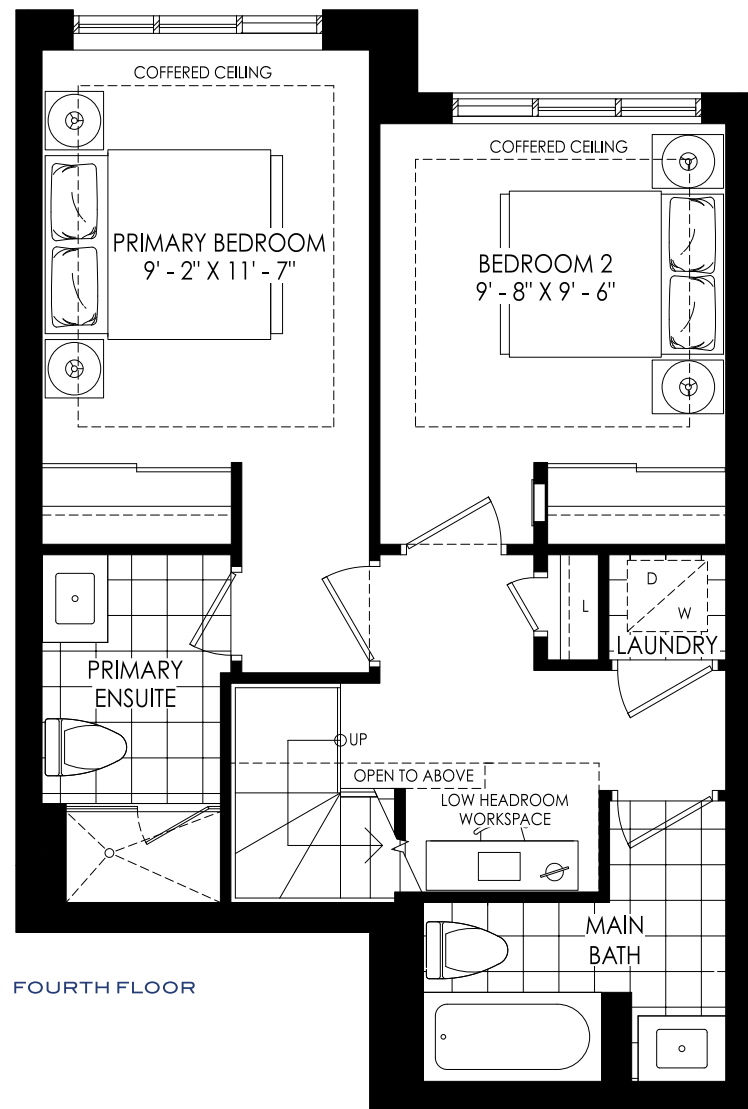 COFFERED CEILING
PRIMARY BEDROOM
9' - 2" X 11' - 7"
COFFERED CEILING
BEDROOM 2
9' - 8" X 9' - 6"
L
D
W
LAUNDRY
PRIMARY
ENSUITE
UP
OPEN TO ABOVE
LOW HEADROOM
WORKSPACE
MAIN
BATH
FOURTH FLOOR